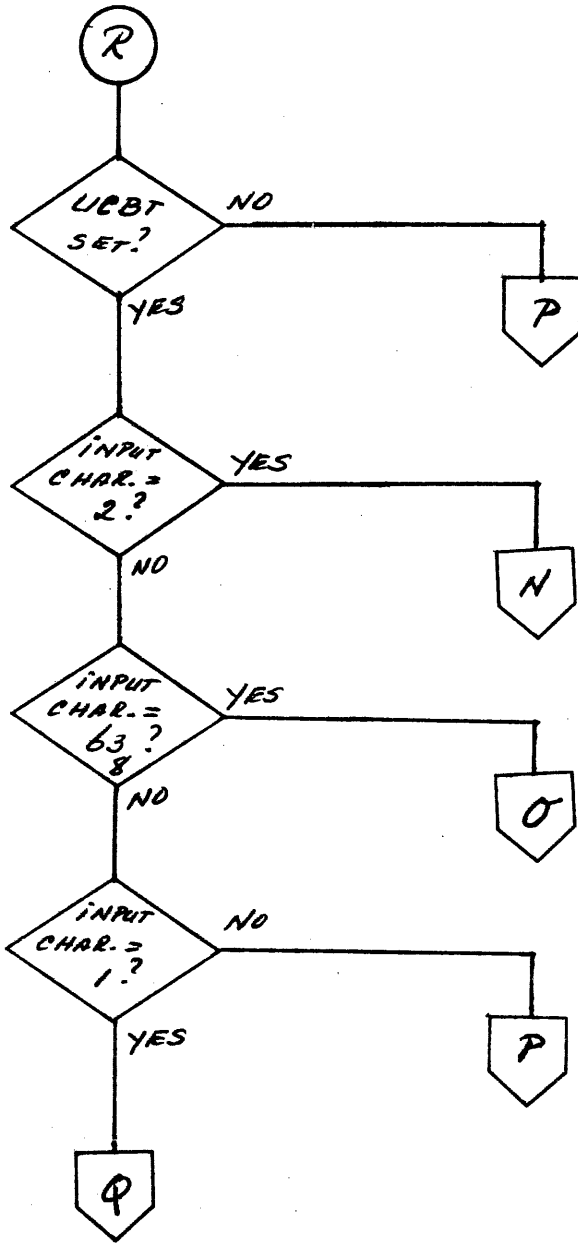 R
UCBT
SET?
NO
P
YES
INPUT
CHAR. =
2?
YES
N
NO
INPUT
CHAR. =
63?
8
YES
O
NO
INPUT
CHAR. =
1?
NO
P
YES
Q